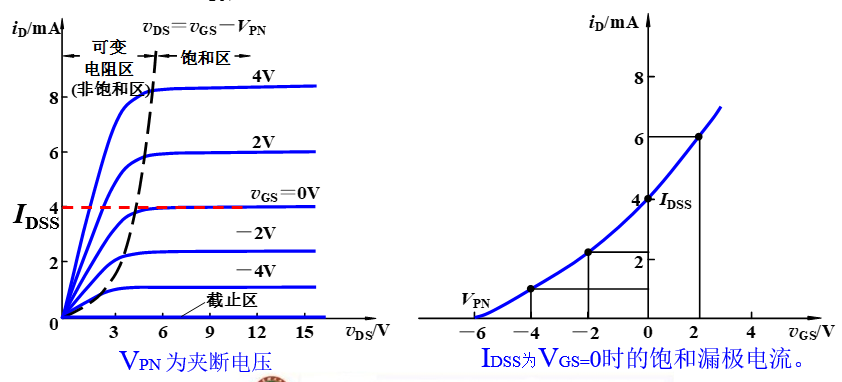 iD/mA
vDS=vGS−VPN
可变
电阻区
(非饱和区)
饱和区
4V
2V
vGS=0V
−2V
−4V
截止区
8
6
4
2
0
IDSS
3 6 9 12 15 vDS/V
VPN 为夹断电压
iD/mA
8
6
4
2
IDSS
VPN
−6 −4 −2 0 2 4 vGS/V
IDSS为VGS=0时的饱和漏极电流。